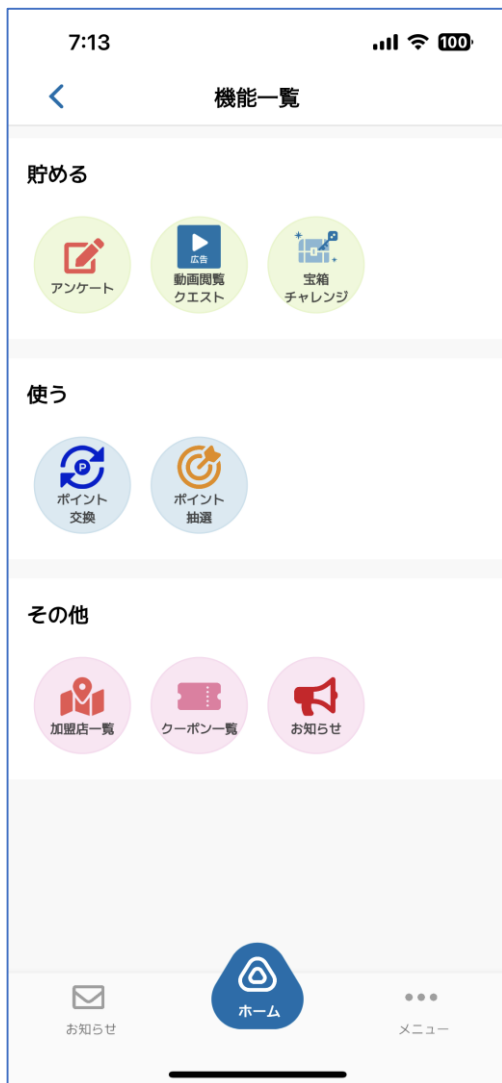 7:13
100
機能一覧
貯める
アンケート
広告
動画閲覧
クエスト
宝箱
チャレンジ
使う
P
ポイント
交換
ポイント
抽選
その他
加盟店一覧
クーポン一覧
お知らせ
お知らせ
ホーム
メニュー